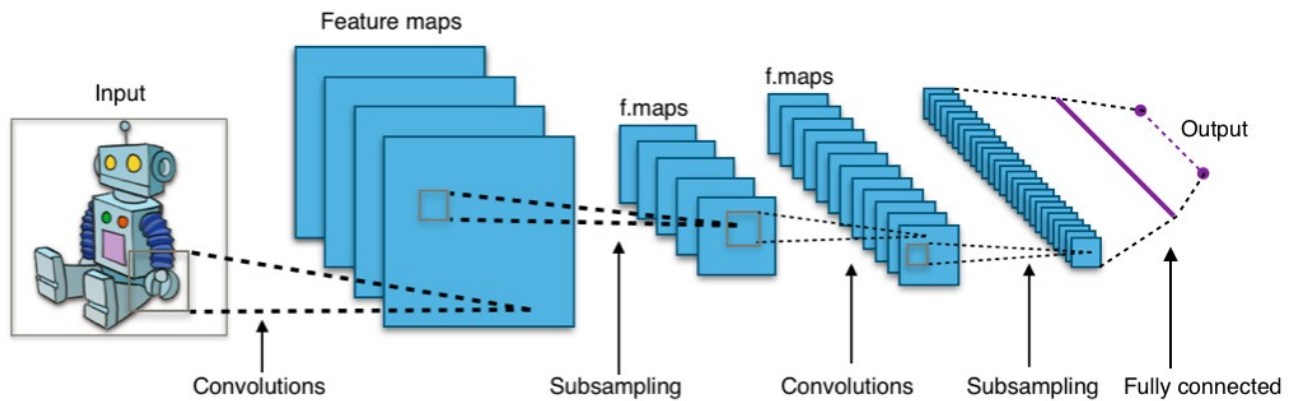 Feature maps
f.maps
Input
f.maps
Output
Convolutions
Subsampling
Convolutions
Subsampling
Fully connected